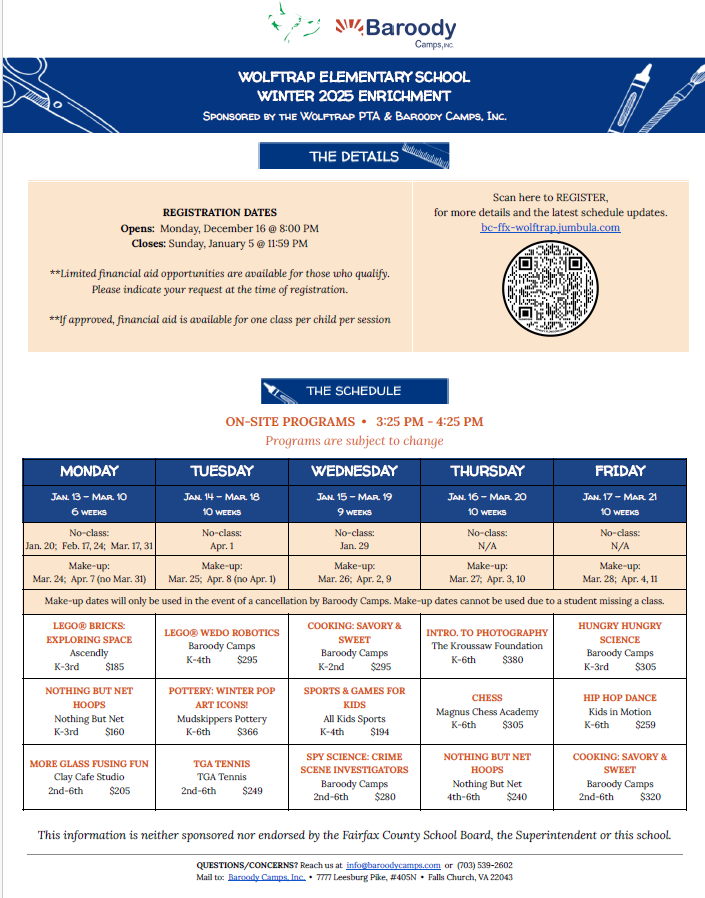 Baroody
Camps, INC.
WOLFTRAP ELEMENTARY SCHOOL
WINTER 2025 ENRICHMENT
SPONSORED BY THE WOLFTRAP PTA & BAROODY CAMPS, INC.
THE DETAILS
REGISTRATION DATES
Opens: Monday, December 16 @ 8:00 PM
Closes: Sunday, January 5 @ 11:59 PM
**Limited financial aid opportunities are available for those who qualify.
Please indicate your request at the time of registration.
**If approved, financial aid is available for one class per child per session
Scan here to REGISTER,
for more details and the latest schedule updates.
bc-ffx-wolftrap.jumbula.com
THE SCHEDULE
ON-SITE PROGRAMS • 3:25 PM - 4:25 PM
Programs are subject to change
MONDAY TUESDAY WEDNESDAY THURSDAY FRIDAY
JAN. 13 – MAR. 10 JAN. 14 – MAR. 18 JAN. 15 – MAR. 19 JAN. 16 – MAR. 20 JAN. 17 – MAR. 21
6 WEEKS 10 WEEKS 9 WEEKS 10 WEEKS 10 WEEKS
No-class: No-class: No-class: No-class: No-class:
Jan. 20; Feb. 17, 24; Mar. 17, 31 Apr. 1 Jan. 29 N/A N/A
Make-up: Make-up: Make-up: Make-up: Make-up:
Mar. 24; Apr. 7 (no Mar. 31) Mar. 25; Apr. 8 (no Apr. 1) Mar. 26; Apr. 2, 9 Mar. 27; Apr. 3, 10 Mar. 28; Apr. 4, 11
Make-up dates will only be used in the event of a cancellation by Baroody Camps. Make-up dates cannot be used due to a student missing a class.
LEGO® BRICKS:
EXPLORING SPACE
Ascendly
K-3rd $185
LEGO® WEDO ROBOTICS
Baroody Camps
K-4th $295
COOKING: SAVORY &
SWEET
Baroody Camps
K-2nd $295
INTRO. TO PHOTOGRAPHY
The Kroussaw Foundation
K-6th $380
HUNGRY HUNGRY
SCIENCE
Baroody Camps
K-3rd $305
NOTHING BUT NET
HOOPS
Nothing But Net
K-3rd $160
POTTERY: WINTER POP
ART ICONS!
Mudskippers Pottery
K-6th $366
SPORTS & GAMES FOR
KIDS
All Kids Sports
K-4th $194
CHESS
Magnus Chess Academy
K-6th $305
HIP HOP DANCE
Kids in Motion
K-6th $259
MORE GLASS FUSING FUN
Clay Cafe Studio
2nd-6th $205
TGA TENNIS
TGA Tennis
2nd-6th $249
SPY SCIENCE: CRIME
SCENE INVESTIGATORS
Baroody Camps
2nd-6th $280
NOTHING BUT NET
HOOPS
Nothing But Net
4th-6th $240
COOKING: SAVORY &
SWEET
Baroody Camps
2nd-6th $320
This information is neither sponsored nor endorsed by the Fairfax County School Board, the Superintendent or this school.
QUESTIONS/CONCERNS? Reach us at info@baroodycamps.com or (703) 539-2602
Mail to: Baroody Camps, Inc. • 7777 Leesburg Pike, #405N • Falls Church, VA 22043